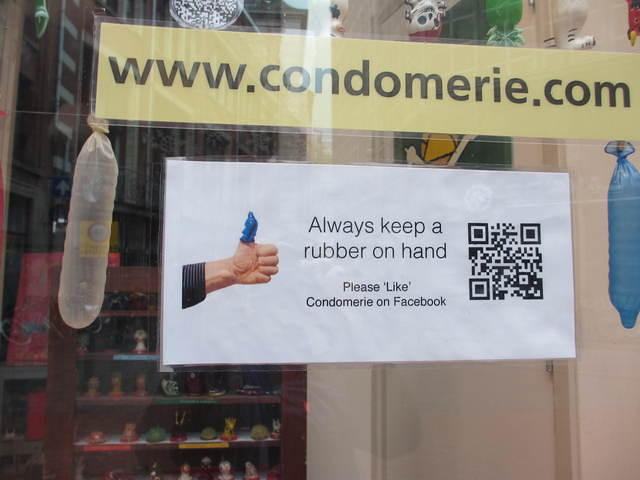 www.condomerie.com
Always keep a
rubber on hand
Please 'Like'
Condomerie on Facebook